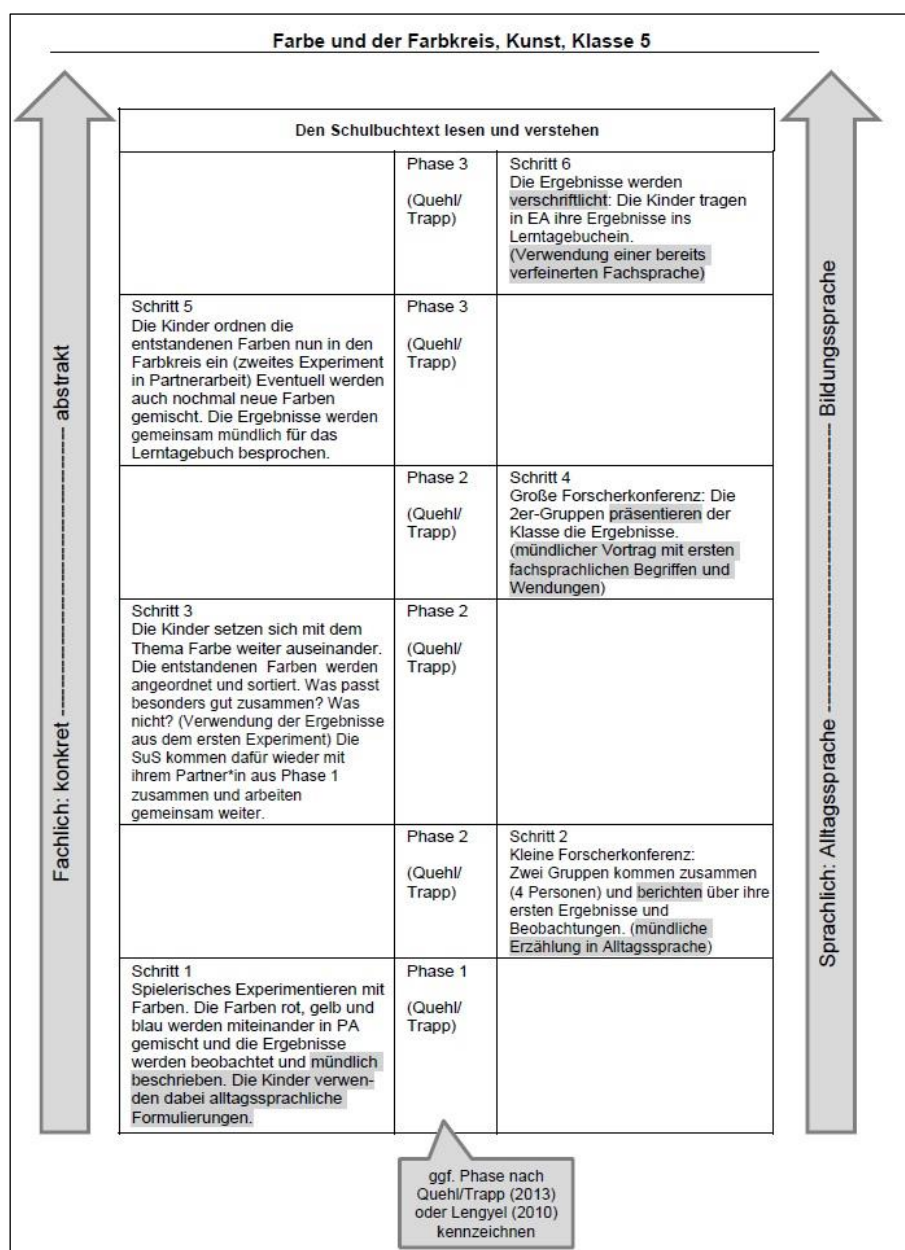 Farbe und der Farbkreis, Kunst, Klasse 5
Den Schulbuchtext lesen und verstehen
Phase 3
(Quehl/
Trapp)
Schritt 6
Die Ergebnisse werden
verschriftlicht: Die Kinder tragen
in EA ihre Ergebnisse ins
Lerntagebuchein.
(Verwendung einer bereits
verfeinerten Fachsprache)
Schritt 5
Die Kinder ordnen die
entstandenen Farben nun in den
Farbkreis ein (zweites Experiment
in Partnerarbeit) Eventuell werden
auch nochmal neue Farben
gemischt. Die Ergebnisse werden
gemeinsam mündlich für das
Lerntagebuch besprochen.
Phase 3
(Quehl/
Trapp)
Phase 2
(Quehl/
Trapp)
Schritt 4
Große Forscherkonferenz: Die
2er-Gruppen präsentieren der
Klasse die Ergebnisse.
(mündlicher Vortrag mit ersten
fachsprachlichen Begriffen und
Wendungen)
Schritt 3
Die Kinder setzen sich mit dem
Thema Farbe weiter auseinander.
Die entstandenen Farben werden
angeordnet und sortiert. Was passt
besonders gut zusammen? Was
nicht? (Verwendung der Ergebnisse
aus dem ersten Experiment) Die
SuS kommen dafür wieder mit
ihrem Partner*in aus Phase 1
zusammen und arbeiten
gemeinsam weiter.
Phase 2
(Quehl/
Trapp)
Phase 2
(Quehl/
Trapp)
Schritt 2
Kleine Forscherkonferenz:
Zwei Gruppen kommen zusammen
(4 Personen) und berichten über ihre
ersten Ergebnisse und
Beobachtungen. (mündliche
Erzählung in Alltagssprache)
Schritt 1
Spielerisches Experimentieren mit
Farben. Die Farben rot, gelb und
blau werden miteinander in PA
gemischt und die Ergebnisse
werden beobachtet und mündlich
beschrieben. Die Kinder verwen-
den dabei alltagssprachliche
Formulierungen.
Phase 1
(Quehl/
Trapp)
ggf. Phase nach
Quehl/Trapp (2013)
oder Lengyel (2010)
kennzeichnen
Fachlich: konkret ---------------------------------------- abstrakt
Sprachlich: Alltagssprache ------------------------------ Bildungssprache